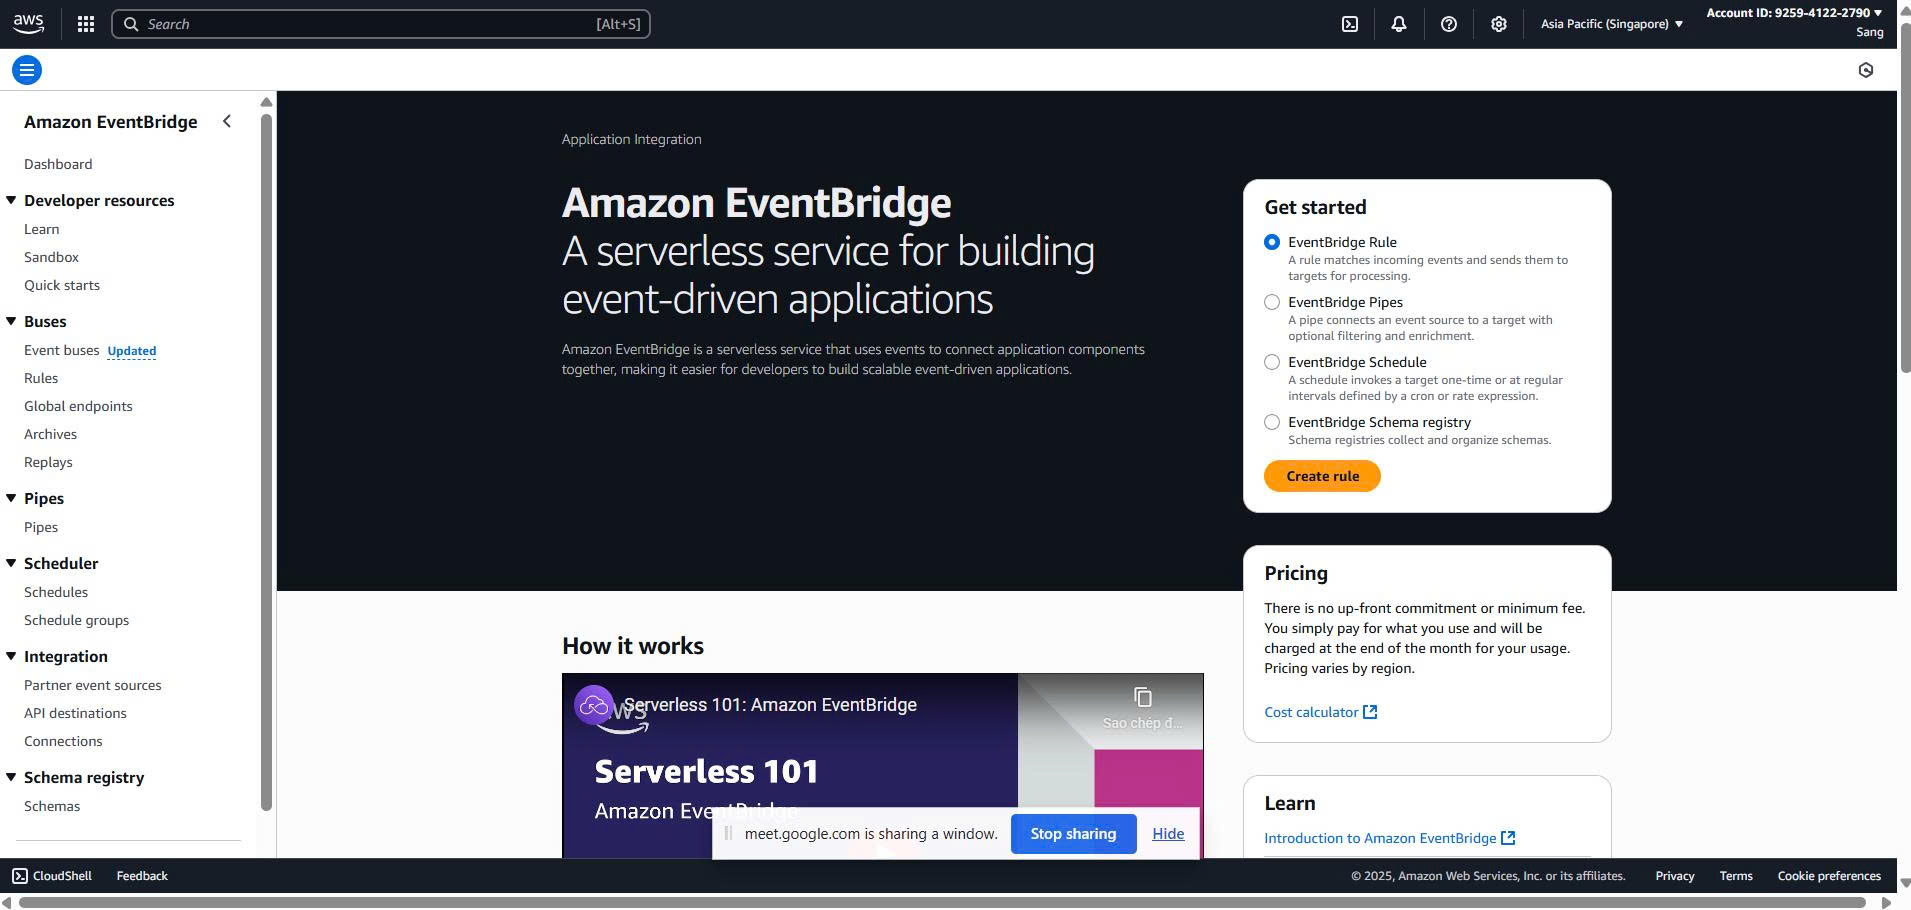 aws
Search
[Alt+S]
Asia Pacific (Singapore)
Account ID: 9259-4122-2790
Sang
Amazon EventBridge
Dashboard
Developer resources
Learn
Sandbox
Quick starts
Buses
Event buses Updated
Rules
Global endpoints
Archives
Replays
Pipes
Pipes
Scheduler
Schedules
Schedule groups
Integration
Partner event sources
API destinations
Connections
Schema registry
Schemas
Application Integration
Amazon EventBridge
A serverless service for building
event-driven applications
Amazon EventBridge is a serverless service that uses events to connect application components
together, making it easier for developers to build scalable event-driven applications.
Get started
EventBridge Rule
A rule matches incoming events and sends them to
targets for processing.
EventBridge Pipes
A pipe connects an event source to a target with
optional filtering and enrichment.
EventBridge Schedule
A schedule invokes a target one-time or at regular
intervals defined by a cron or rate expression.
EventBridge Schema registry
Schema registries collect and organize schemas.
Create rule
Pricing
There is no up-front commitment or minimum fee.
You simply pay for what you use and will be
charged at the end of the month for your usage.
Pricing varies by region.
Cost calculator
How it works
aws
Serverless 101: Amazon EventBridge
Sao chép đ...
Serverless 101
Amazon EventBridge
Learn
Introduction to Amazon EventBridge
meet.google.com is sharing a window.
Stop sharing
Hide
CloudShell
Feedback
© 2025, Amazon Web Services, Inc. or its affiliates.
Privacy
Terms
Cookie preferences